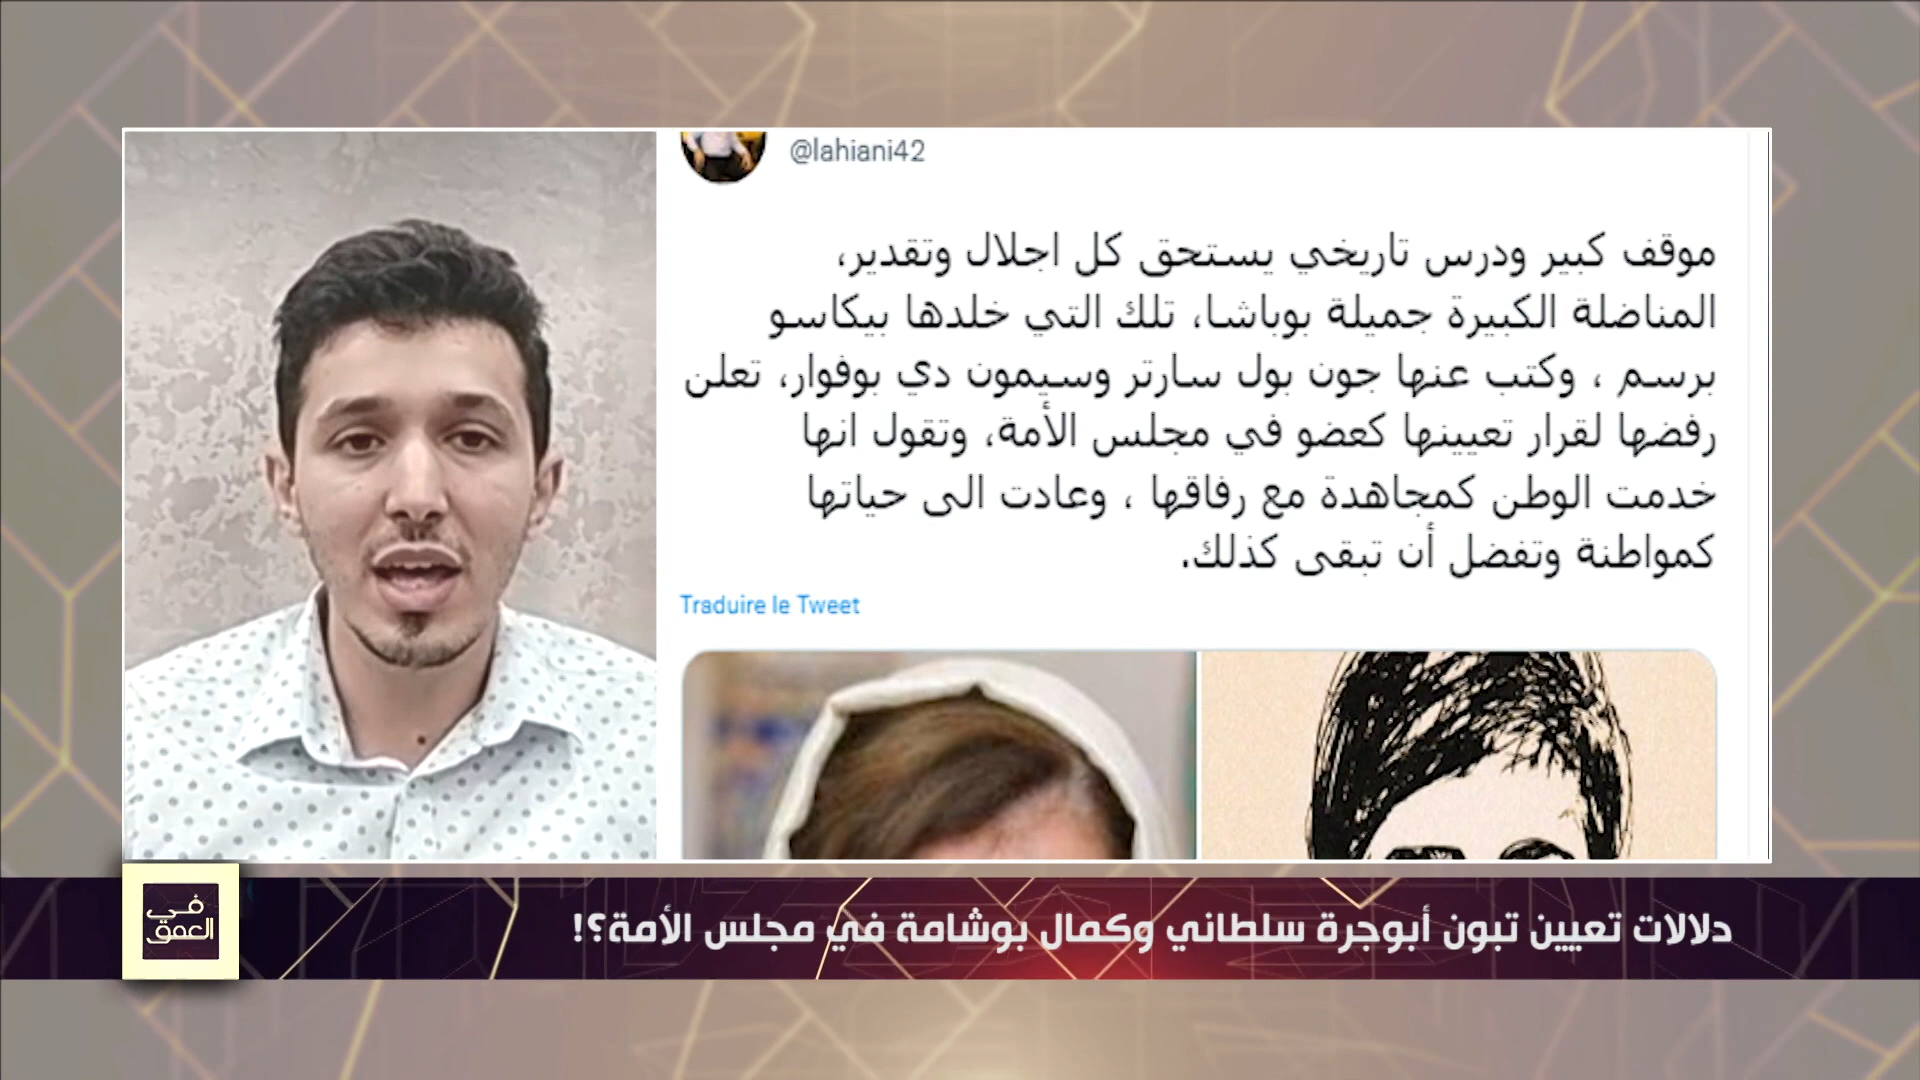 @lahiani42
موقف كبير ودرس تاريخي يستحق كل اجلال وتقدير،
المناضلة الكبيرة جميلة بوباشا، تلك التي خلدها بيكاسو
برسم ، وكتب عنها جون بول سارتر وسيمون دي بوفوار، تعلن
رفضها لقرار تعيينها كعضو في مجلس الأمة، وتقول انها
خدمت الوطن كمجاهدة مع رفاقها ، وعادت الى حياتها
كمواطنة وتفضل أن تبقى كذلك.
Traduire le Tweet
دلالات تعيين تبون أبوجرة سلطاني وكمال بوشامة في مجلس الأمة؟!
في
العمق